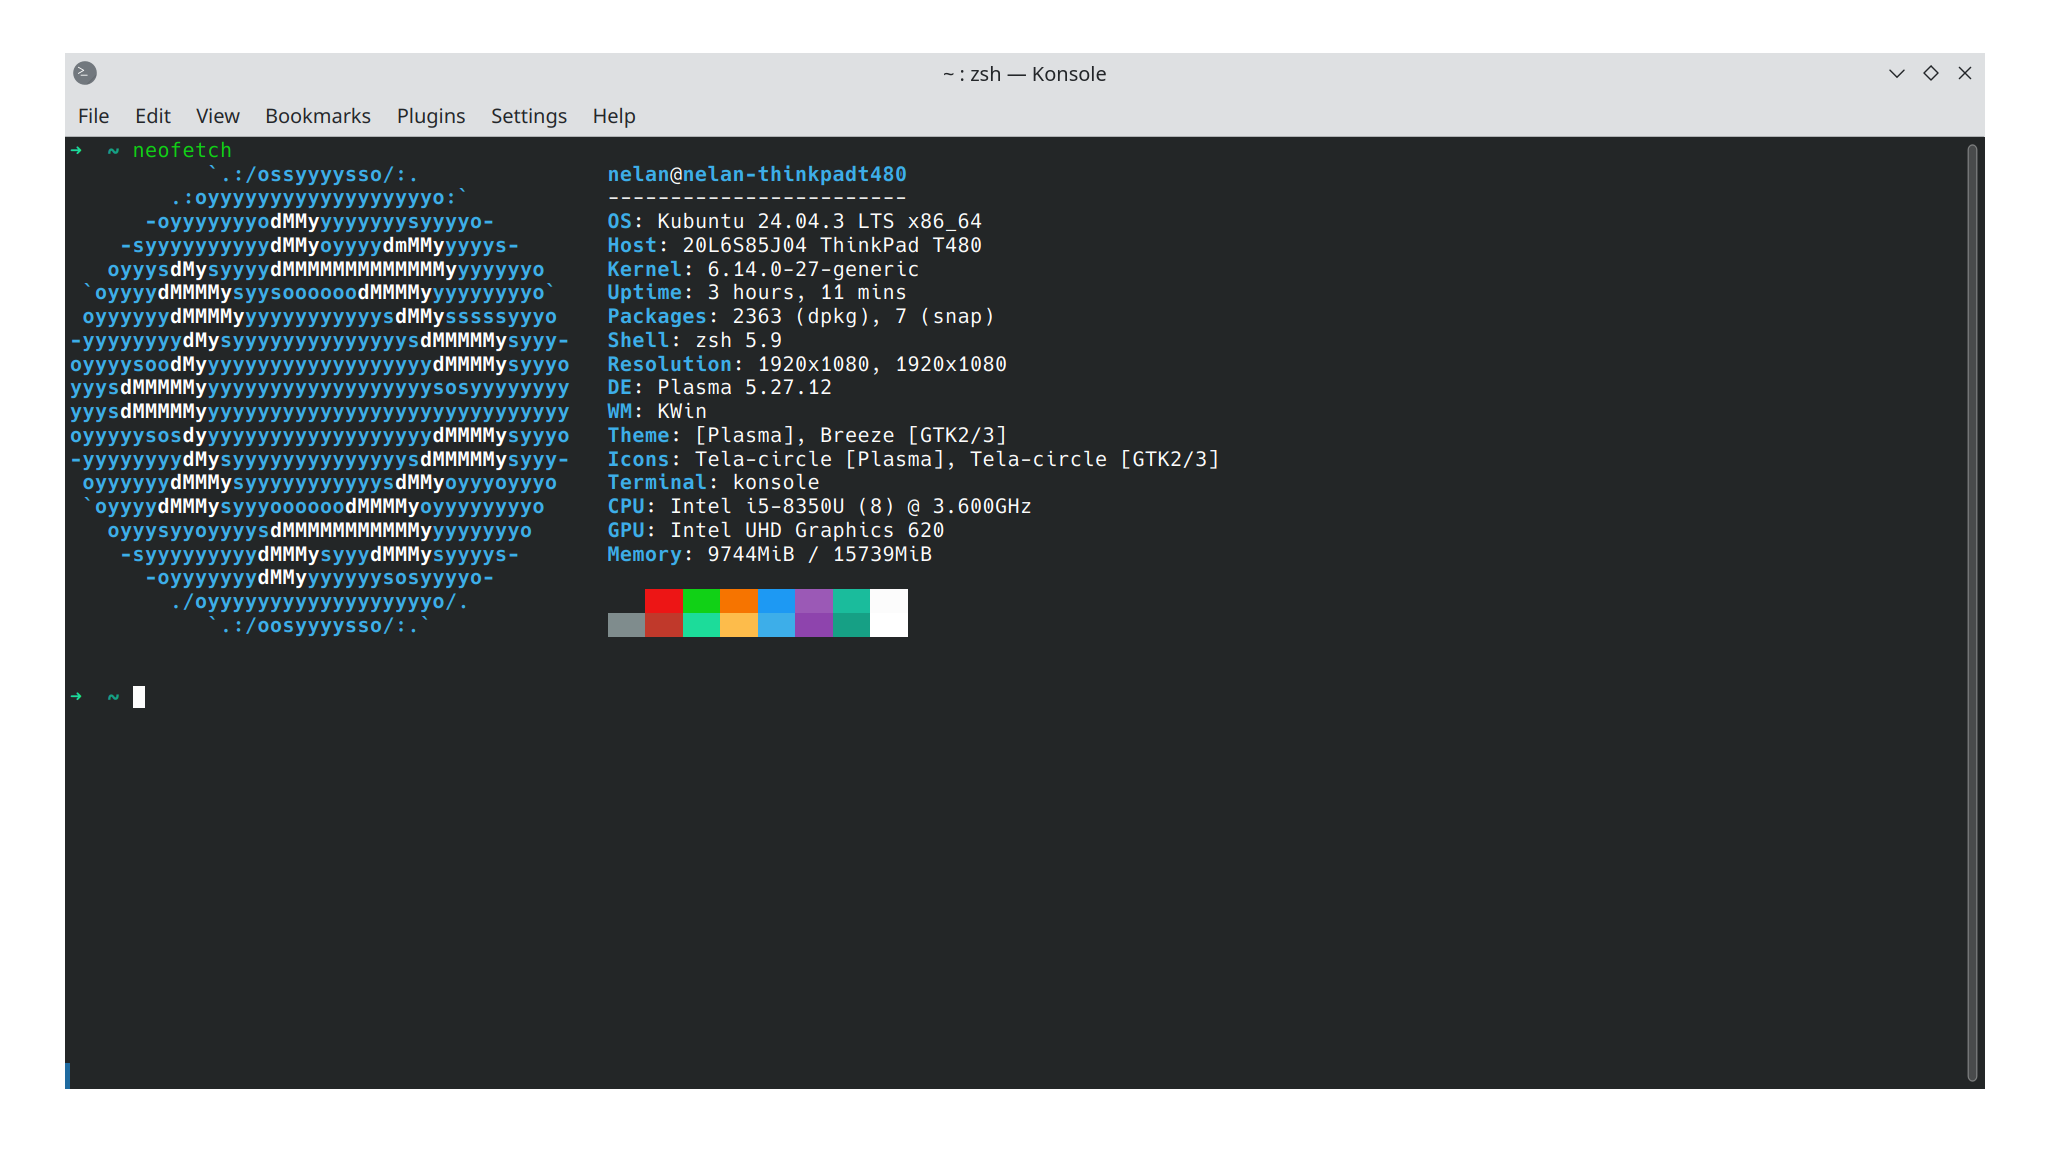 ~ : zsh — Konsole
File Edit View Bookmarks Plugins Settings Help
➜  ~ neofetch
           `.:/ossyyyysso/:.               nelan@nelan-thinkpadt480
        .:oyyyyyyyyyyyyyyyyyyo:`           ------------------------
      -oyyyyyyyodMMyyyyyyyysyyyyo-         OS: Kubuntu 24.04.3 LTS x86_64
    -syyyyyyyyyydMMyoyyyydmMMyyyyys-       Host: 20L6S85J04 ThinkPad T480
   oyyysdMysyyyydMMMMMMMMMMMMMyyyyyyyo     Kernel: 6.14.0-27-generic
 `oyyyydMMMMysyysoooooodMMMMyyyyyyyyyo`    Uptime: 3 hours, 11 mins
 oyyyyyydMMMMyyyyyyyyyyyysdMMysssssyyyo    Packages: 2363 (dpkg), 7 (snap)
-yyyyyyyydMysyyyyyyyyyyyyyysdMMMMMysyyy-   Shell: zsh 5.9
oyyyysoodMyyyyyyyyyyyyyyyyyyydMMMMysyyyo   Resolution: 1920x1080, 1920x1080
yyysdMMMMMyyyyyyyyyyyyyyyyyyysosyyyyyyyy   DE: Plasma 5.27.12
yyysdMMMMMyyyyyyyyyyyyyyyyyyyyyyyyyyyyyy   WM: KWin
oyyyyysosdyyyyyyyyyyyyyyyyyyydMMMMysyyyo   Theme: [Plasma], Breeze [GTK2/3]
-yyyyyyyydMysyyyyyyyyyyyyyysdMMMMMysyyy-   Icons: Tela-circle [Plasma], Tela-circle [GTK2/3]
 oyyyyyydMMMysyyyyyyyyyyysdMMyoyyyoyyyo    Terminal: konsole
 `oyyyydMMMysyyyoooooodMMMMyoyyyyyyyyo     CPU: Intel i5-8350U (8) @ 3.600GHz
   oyyysyyoyyyysdMMMMMMMMMMMyyyyyyyyo      GPU: Intel UHD Graphics 620
    -syyyyyyyyydMMMysyyydMMMysyyyys-       Memory: 9744MiB / 15739MiB
      -oyyyyyyydMMyyyyyyysosyyyyo-
        ./oyyyyyyyyyyyyyyyyyyo/.
           `.:/oosyyyysso/:.`
➜  ~